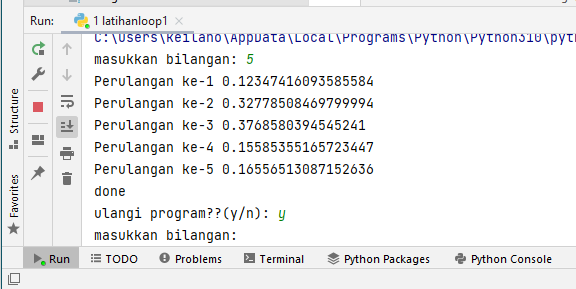 Run: 1 latihanloop1
C:\Users\keilano\AppData\Local\Programs\Python\Python310\pyt
masukkan bilangan: 5
Perulangan ke-1 0.12347416093585584
Perulangan ke-2 0.32778508469799994
Perulangan ke-3 0.3768580394545241
Perulangan ke-4 0.15585355165723447
Perulangan ke-5 0.16556513087152636
done
ulangi program??(y/n): y
masukkan bilangan:
Structure
Favorites
Run TODO Problems Terminal Python Packages Python Console